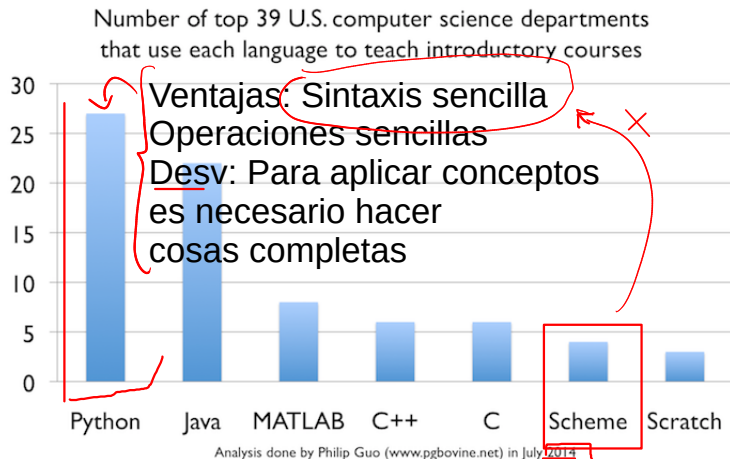 Number of top 39 U.S. computer science departments
that use each language to teach introductory courses
30
25
20
15
10
5
0
Ventajas: Sintaxis sencilla
Operaciones sencillas
Desv: Para aplicar conceptos
es necesario hacer
cosas completas
Python Java MATLAB C++ C Scheme Scratch
Analysis done by Philip Guo (www.pgbovine.net) in July 2014